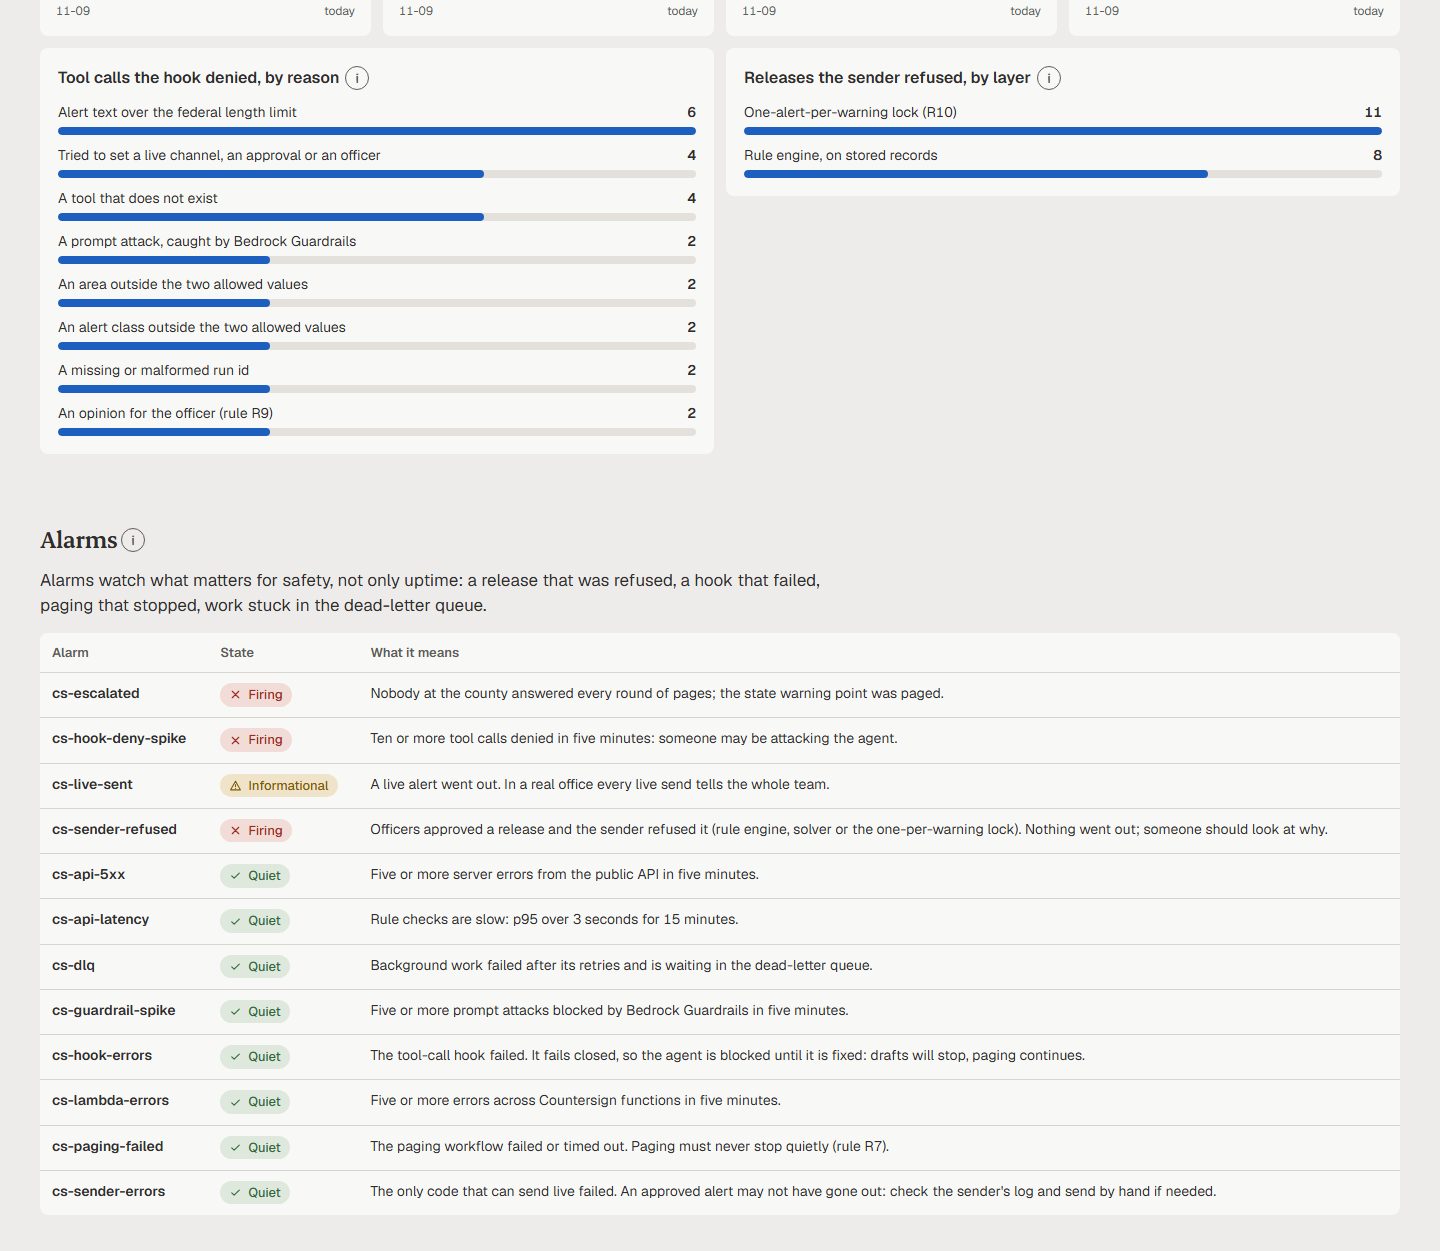 11-09 today 11-09 today 11-09 today 11-09 today
Tool calls the hook denied, by reason i
Alert text over the federal length limit 6
Tried to set a live channel, an approval or an officer 4
A tool that does not exist 4
A prompt attack, caught by Bedrock Guardrails 2
An area outside the two allowed values 2
An alert class outside the two allowed values 2
A missing or malformed run id 2
An opinion for the officer (rule R9) 2
Releases the sender refused, by layer i
One-alert-per-warning lock (R10) 11
Rule engine, on stored records 8
Alarms i
Alarms watch what matters for safety, not only uptime: a release that was refused, a hook that failed,
paging that stopped, work stuck in the dead-letter queue.
Alarm State What it means
cs-escalated Firing Nobody at the county answered every round of pages; the state warning point was paged.
cs-hook-deny-spike Firing Ten or more tool calls denied in five minutes: someone may be attacking the agent.
cs-live-sent Informational A live alert went out. In a real office every live send tells the whole team.
cs-sender-refused Firing Officers approved a release and the sender refused it (rule engine, solver or the one-per-warning lock). Nothing went out; someone should look at why.
cs-api-5xx Quiet Five or more server errors from the public API in five minutes.
cs-api-latency Quiet Rule checks are slow: p95 over 3 seconds for 15 minutes.
cs-dlq Quiet Background work failed after its retries and is waiting in the dead-letter queue.
cs-guardrail-spike Quiet Five or more prompt attacks blocked by Bedrock Guardrails in five minutes.
cs-hook-errors Quiet The tool-call hook failed. It fails closed, so the agent is blocked until it is fixed: drafts will stop, paging continues.
cs-lambda-errors Quiet Five or more errors across Countersign functions in five minutes.
cs-paging-failed Quiet The paging workflow failed or timed out. Paging must never stop quietly (rule R7).
cs-sender-errors Quiet The only code that can send live failed. An approved alert may not have gone out: check the sender's log and send by hand if needed.